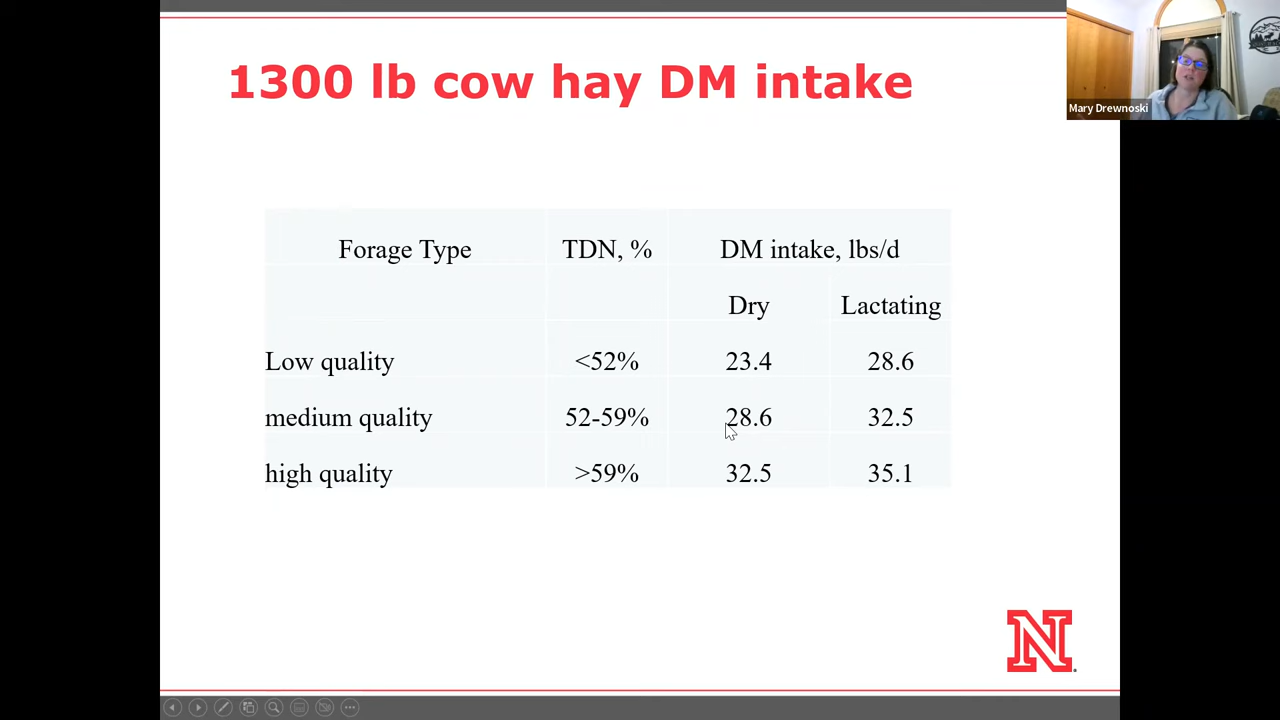 1300 lb cow hay DM intake
Mary Drewnoski
Forage Type TDN, % DM intake, lbs/d
Dry Lactating
Low quality <52% 23.4 28.6
medium quality 52-59% 28.6 32.5
high quality >59% 32.5 35.1
N